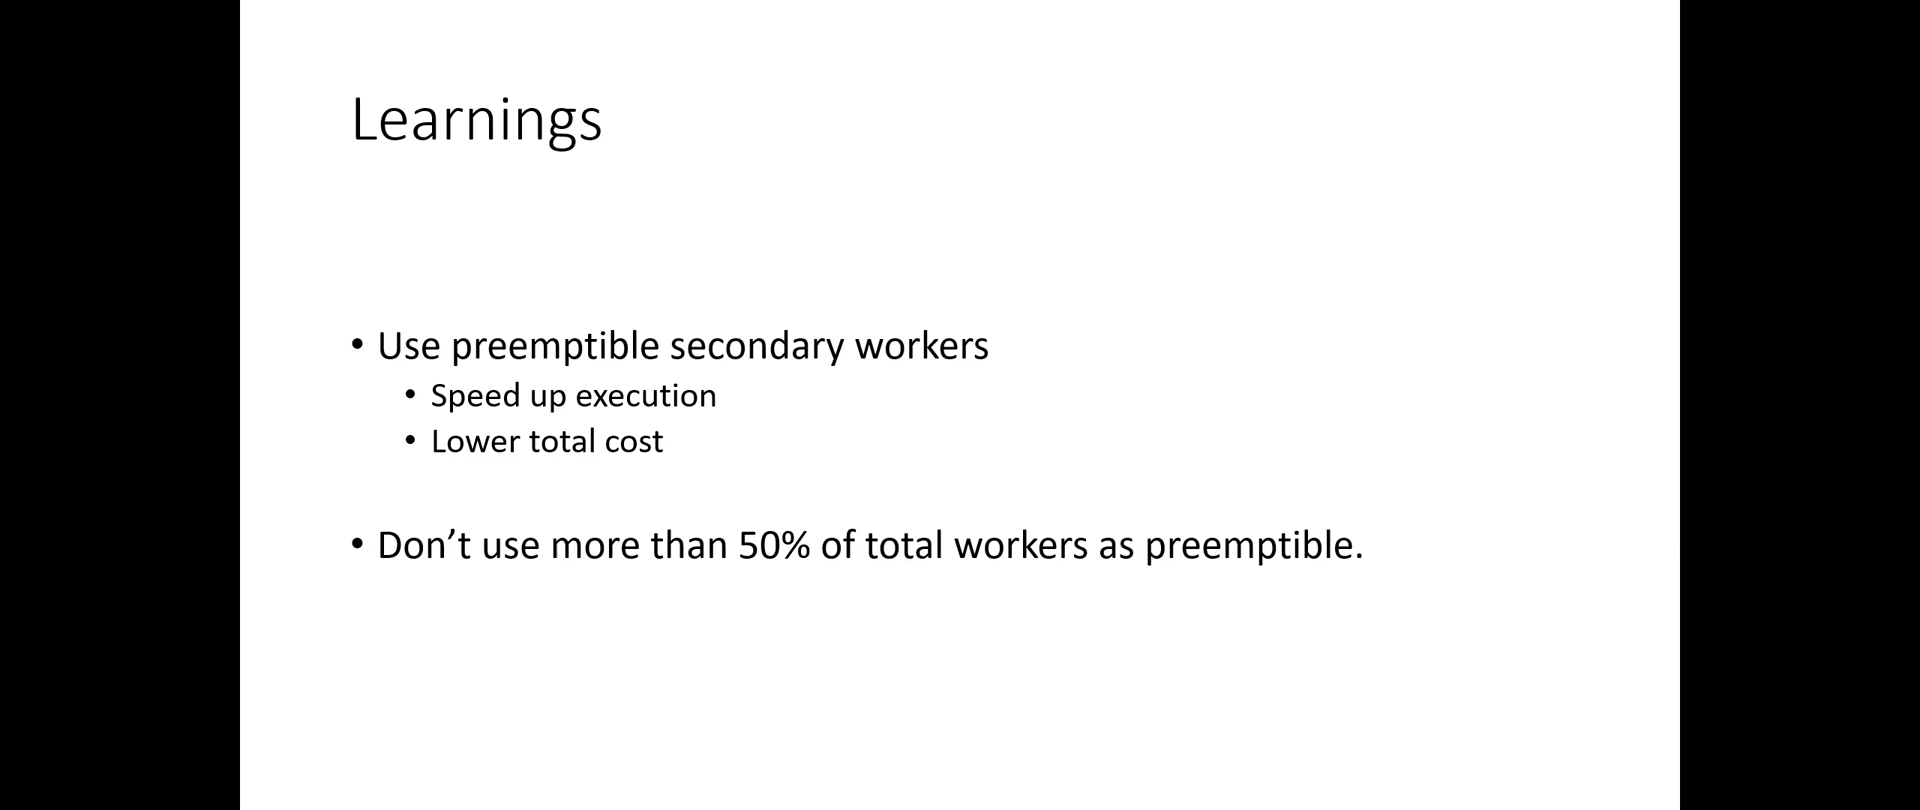 Learnings
• Use preemptible secondary workers
• Speed up execution
• Lower total cost
• Don’t use more than 50% of total workers as preemptible.